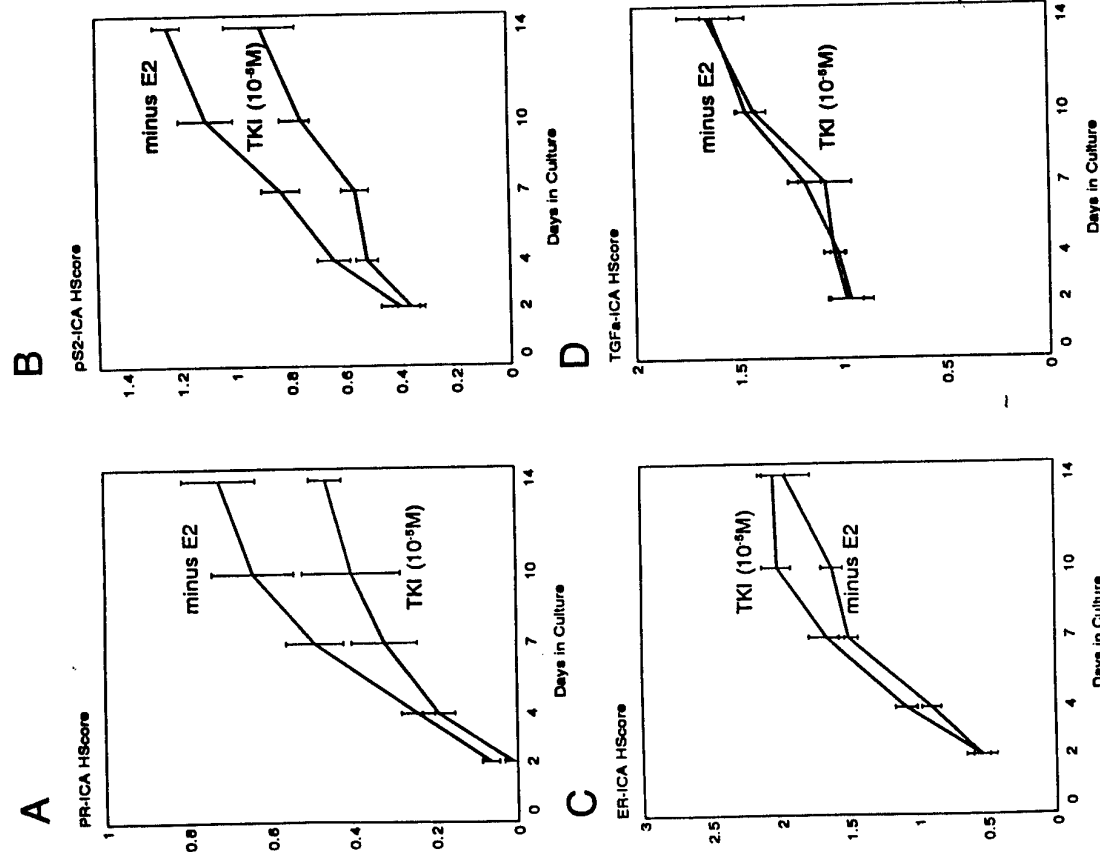 A
PR-ICA HScore
1
0.8
0.6
0.4
0.2
0
0 2 4 7 10 14
Days in Culture
minus E2
TKI (10⁻⁵M)
B
pS2-ICA HScore
1.4
1.2
1
0.8
0.6
0.4
0.2
0
0 2 4 7 10 14
Days in Culture
minus E2
TKI (10⁻⁵M)
C
ER-ICA HScore
3
2.5
2
1.5
1
0.5
0 2 4 7 10 14
Days in Culture
TKI (10⁻⁵M)
minus E2
D
TGFa-ICA HScore
2
1.5
1
0.5
0
0 2 4 7 10 14
Days in Culture
minus E2
TKI (10⁻⁵M)